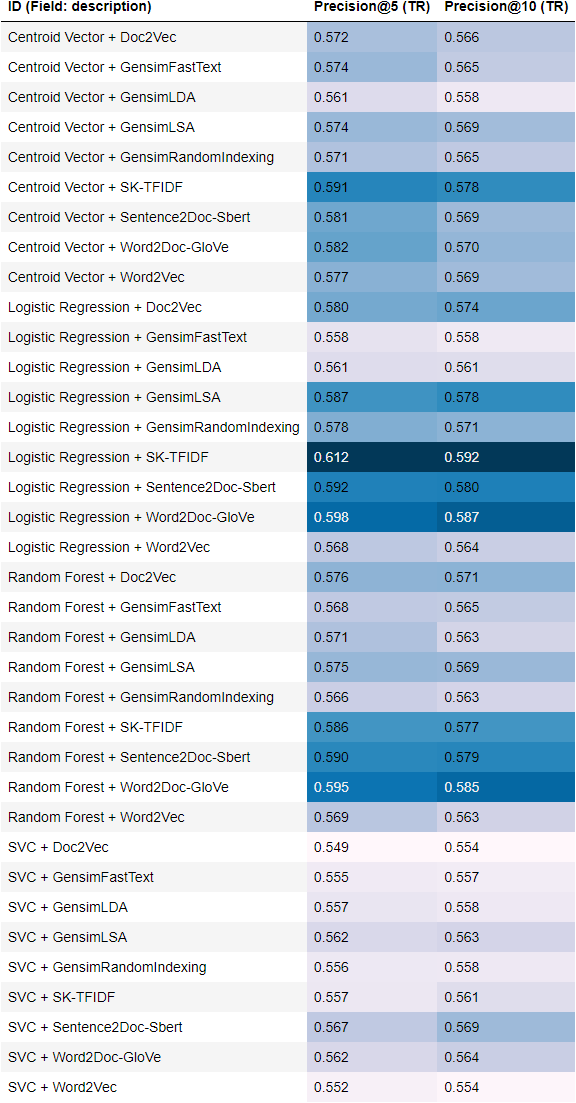 ID (Field: description) Precision@5 (TR) Precision@10 (TR)
Centroid Vector + Doc2Vec 0.572 0.566
Centroid Vector + GensimFastText 0.574 0.565
Centroid Vector + GensimLDA 0.561 0.558
Centroid Vector + GensimLSA 0.574 0.569
Centroid Vector + GensimRandomIndexing 0.571 0.565
Centroid Vector + SK-TFIDF 0.591 0.578
Centroid Vector + Sentence2Doc-Sbert 0.581 0.569
Centroid Vector + Word2Doc-GloVe 0.582 0.570
Centroid Vector + Word2Vec 0.577 0.569
Logistic Regression + Doc2Vec 0.580 0.574
Logistic Regression + GensimFastText 0.558 0.558
Logistic Regression + GensimLDA 0.561 0.561
Logistic Regression + GensimLSA 0.587 0.578
Logistic Regression + GensimRandomIndexing 0.578 0.571
Logistic Regression + SK-TFIDF 0.612 0.592
Logistic Regression + Sentence2Doc-Sbert 0.592 0.580
Logistic Regression + Word2Doc-GloVe 0.598 0.587
Logistic Regression + Word2Vec 0.568 0.564
Random Forest + Doc2Vec 0.576 0.571
Random Forest + GensimFastText 0.568 0.565
Random Forest + GensimLDA 0.571 0.563
Random Forest + GensimLSA 0.575 0.569
Random Forest + GensimRandomIndexing 0.566 0.563
Random Forest + SK-TFIDF 0.586 0.577
Random Forest + Sentence2Doc-Sbert 0.590 0.579
Random Forest + Word2Doc-GloVe 0.595 0.585
Random Forest + Word2Vec 0.569 0.563
SVC + Doc2Vec 0.549 0.554
SVC + GensimFastText 0.555 0.557
SVC + GensimLDA 0.557 0.558
SVC + GensimLSA 0.562 0.563
SVC + GensimRandomIndexing 0.556 0.558
SVC + SK-TFIDF 0.557 0.561
SVC + Sentence2Doc-Sbert 0.567 0.569
SVC + Word2Doc-GloVe 0.562 0.564
SVC + Word2Vec 0.552 0.554